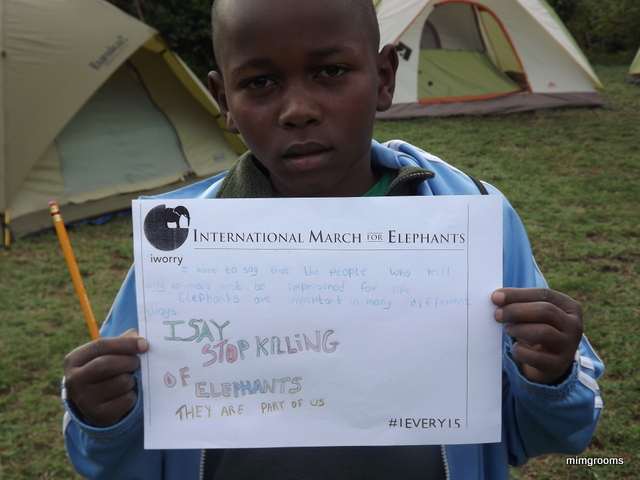 Eureka!
INTERNATIONAL MARCH FOR ELEPHANTS
iworry
I want to say that the people who kill
wild animals must be imprisoned for life
Elephants are important in many different
ways.
I SAY
STOP KILLING
OF
ELEPHANTS
THEY ARE PART OF US
#1EVERY15
mimgrooms